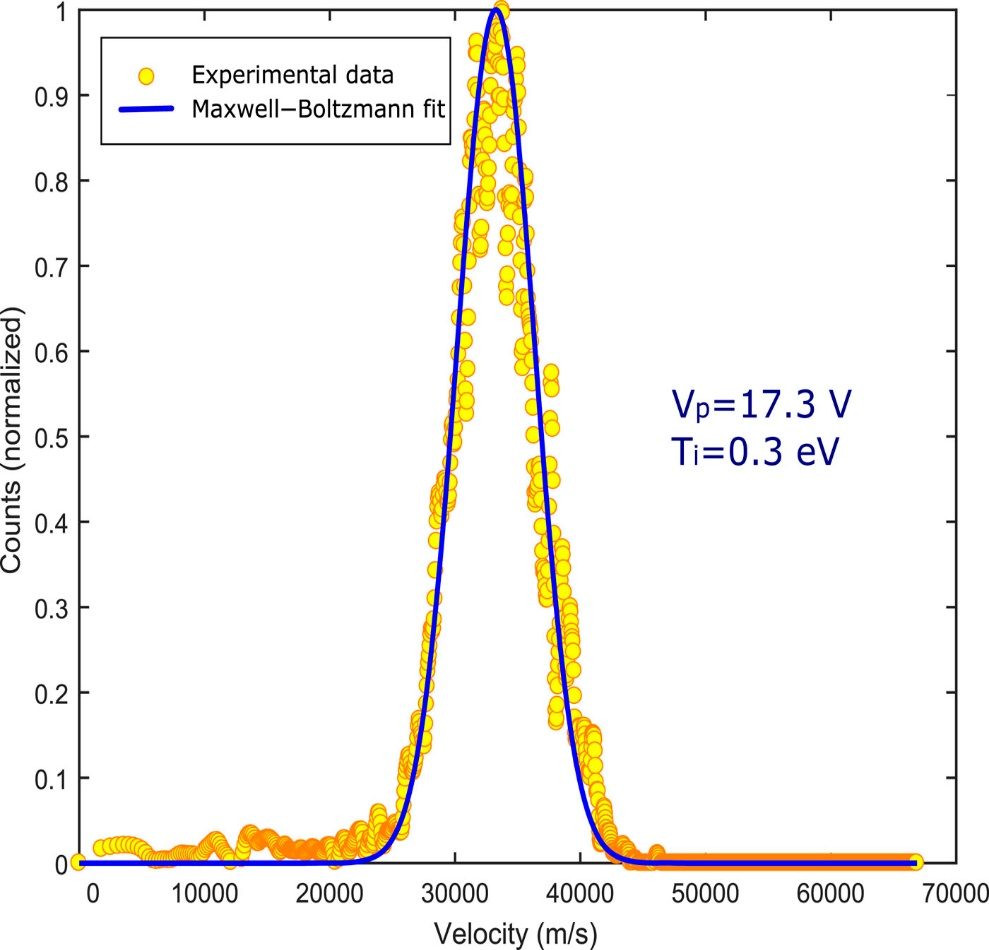 1
0.9
0.8
0.7
0.6
0.5
0.4
0.3
0.2
0.1
0
Counts (normalized)
Experimental data
Maxwell−Boltzmann fit
Vp=17.3 V
Ti=0.3 eV
0 10000 20000 30000 40000 50000 60000 70000
Velocity (m/s)